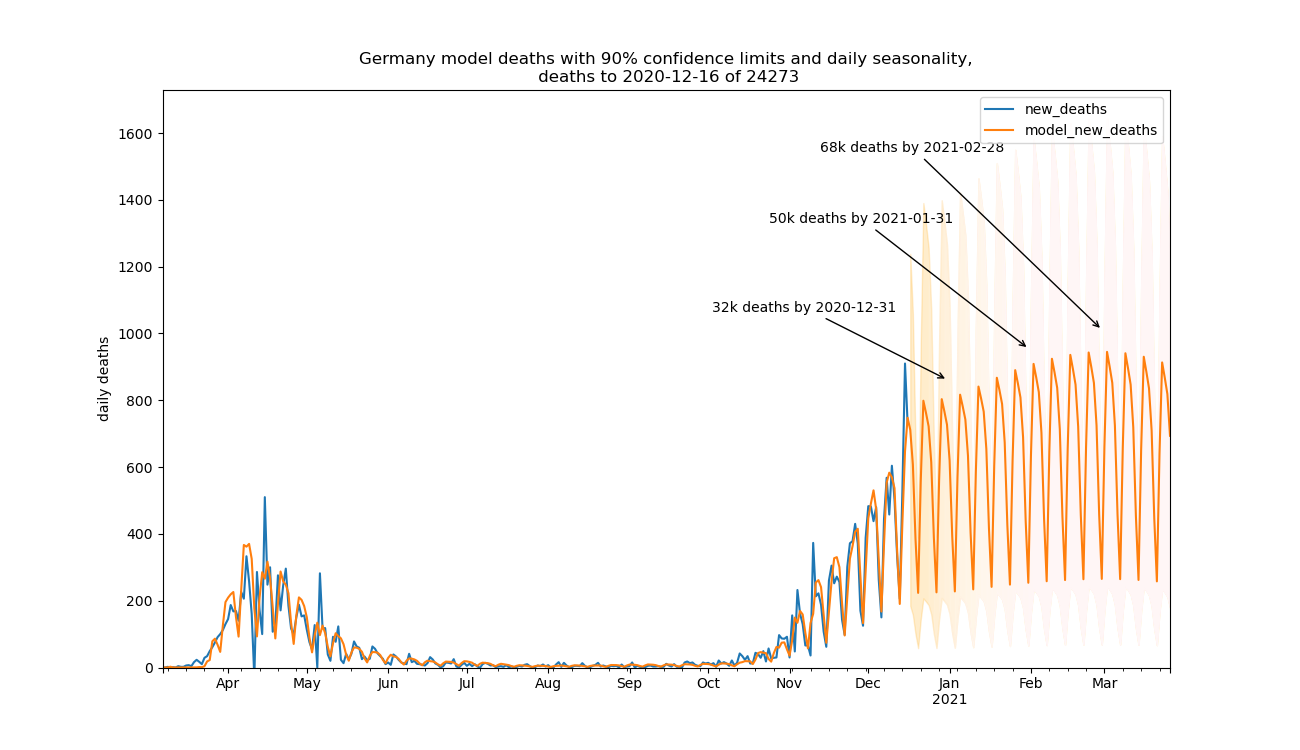 Germany model deaths with 90% confidence limits and daily seasonality,
deaths to 2020-12-16 of 24273
new_deaths
model_new_deaths
68k deaths by 2021-02-28
50k deaths by 2021-01-31
32k deaths by 2020-12-31
daily deaths
1600
1400
1200
1000
800
600
400
200
0
Apr May Jun Jul Aug Sep Oct Nov Dec Jan Feb Mar
2021